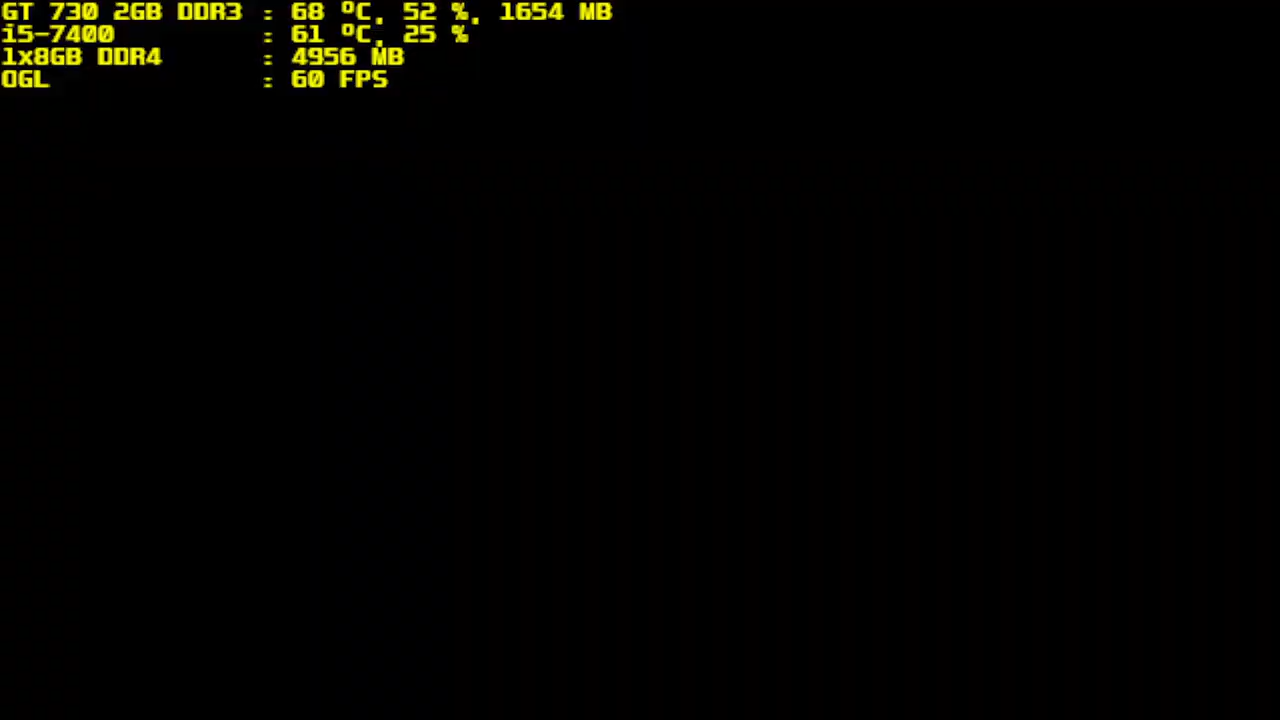 GT 730 2GB DDR3 : 68 ºC, 52 %, 1654 MB
i5-7400 : 61 ºC, 25 %
1x8GB DDR4 : 4956 MB
OGL : 60 FPS